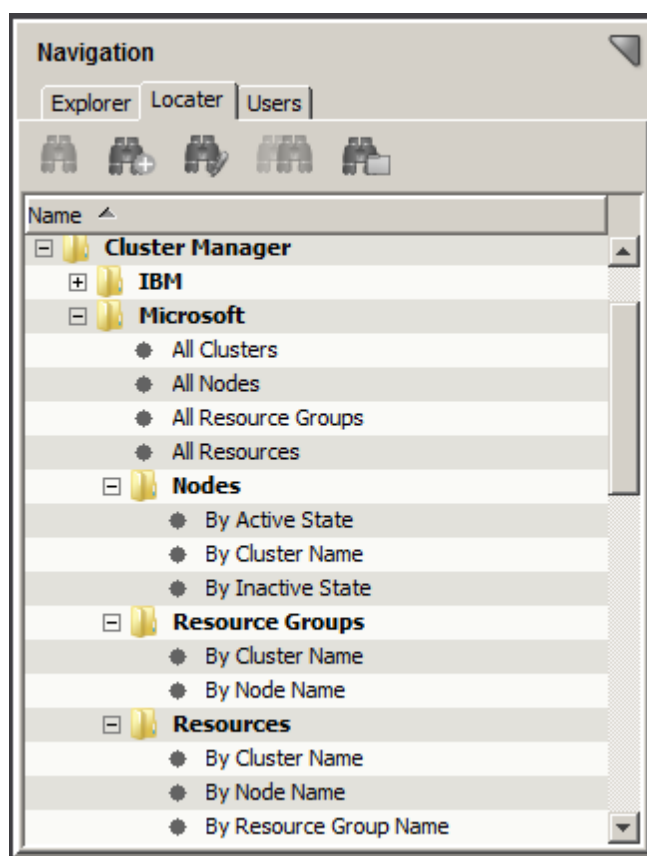 Navigation
Explorer Locater Users
Name
Cluster Manager
IBM
Microsoft
All Clusters
All Nodes
All Resource Groups
All Resources
Nodes
By Active State
By Cluster Name
By Inactive State
Resource Groups
By Cluster Name
By Node Name
Resources
By Cluster Name
By Node Name
By Resource Group Name